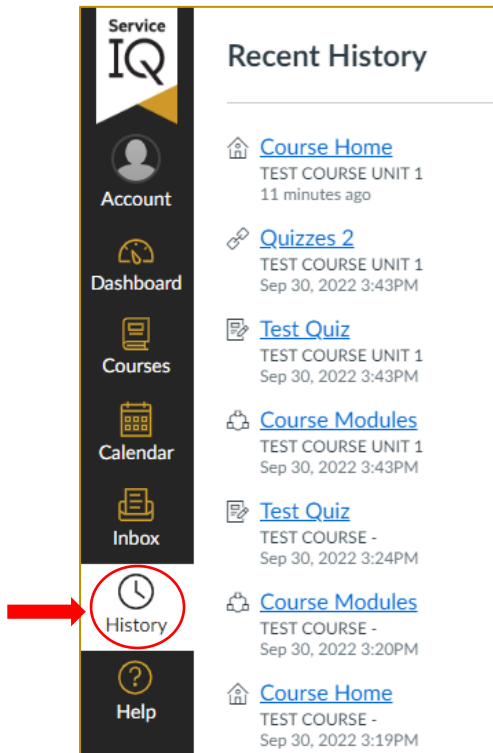 Service
IQ
Account
Dashboard
Courses
Calendar
Inbox
History
Help
Recent History
Course Home
TEST COURSE UNIT 1
11 minutes ago
Quizzes 2
TEST COURSE UNIT 1
Sep 30, 2022 3:43PM
Test Quiz
TEST COURSE UNIT 1
Sep 30, 2022 3:43PM
Course Modules
TEST COURSE UNIT 1
Sep 30, 2022 3:43PM
Test Quiz
TEST COURSE -
Sep 30, 2022 3:24PM
Course Modules
TEST COURSE -
Sep 30, 2022 3:20PM
Course Home
TEST COURSE -
Sep 30, 2022 3:19PM